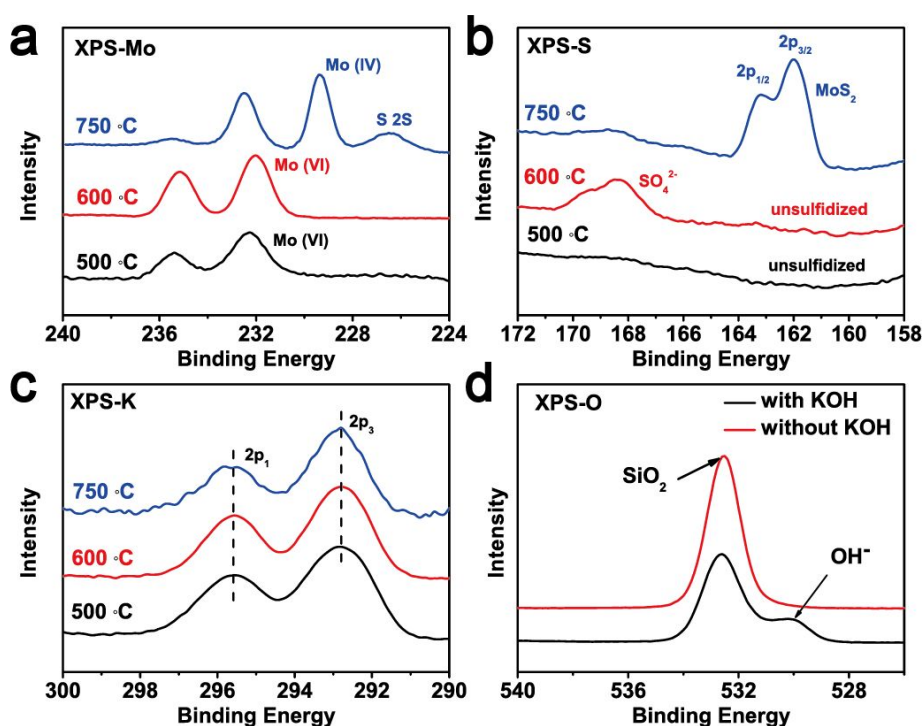 a
XPS-Mo
Mo (IV)
S 2S
750 °C
Mo (VI)
600 °C
Mo (VI)
500 °C
Intensity
240 236 232 228 224
Binding Energy
b
XPS-S
2p3/2
2p1/2
MoS2
750 °C
600 °C
SO4 2-
unsulfidized
500 °C
unsulfidized
Intensity
172 170 168 166 164 162 160 158
Binding Energy
c
XPS-K
2p3
2p1
750 °C
600 °C
500 °C
Intensity
300 298 296 294 292 290
Binding Energy
d
XPS-O
with KOH
without KOH
SiO2
OH-
Intensity
540 536 532 528
Binding Energy